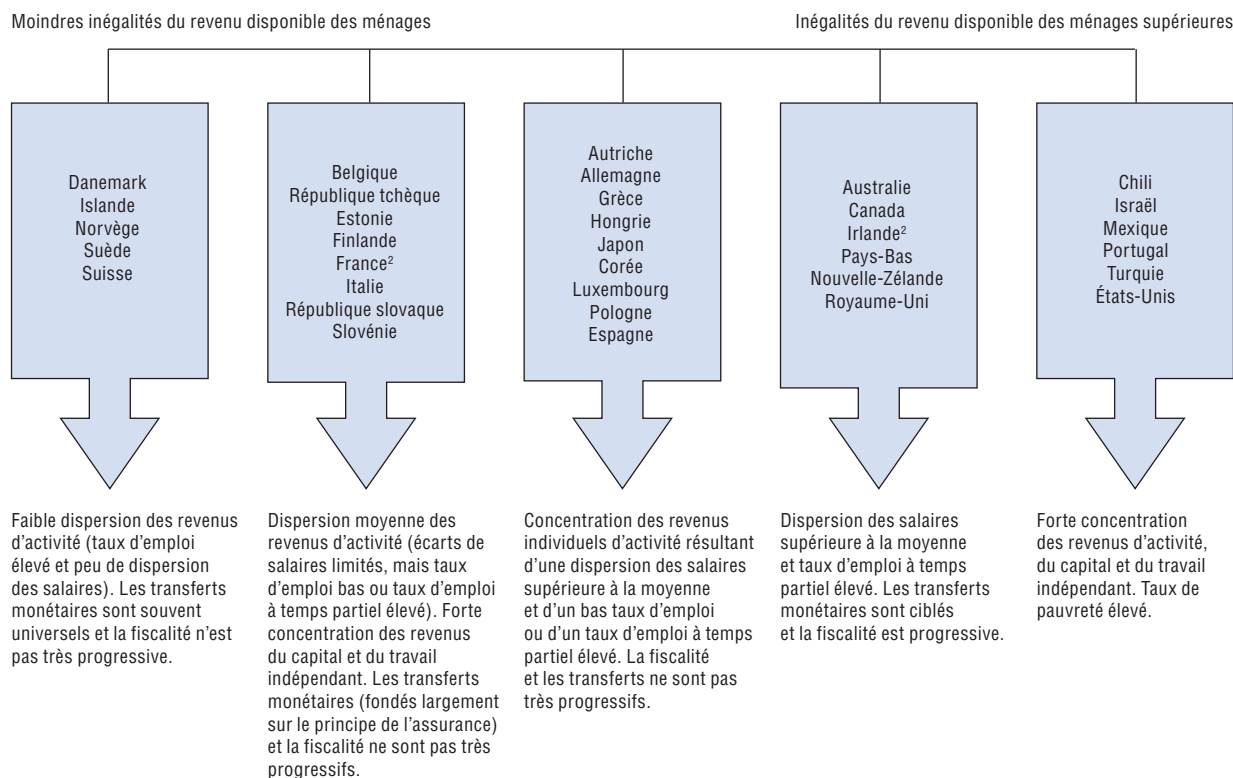 Moindres inégalités du revenu disponible des ménages
Inégalités du revenu disponible des ménages supérieures
Danemark
Islande
Norvège
Suède
Suisse
Belgique
République tchèque
Estonie
Finlande
France²
Italie
République slovaque
Slovénie
Autriche
Allemagne
Grèce
Hongrie
Japon
Corée
Luxembourg
Pologne
Espagne
Australie
Canada
Irlande²
Pays-Bas
Nouvelle-Zélande
Royaume-Uni
Chili
Israël
Mexique
Portugal
Turquie
États-Unis
Faible dispersion des revenus
d'activité (taux d'emploi
élevé et peu de dispersion
des salaires). Les transferts
monétaires sont souvent
universels et la fiscalité n'est
pas très progressive.
Dispersion moyenne des
revenus d'activité (écarts de
salaires limités, mais taux
d'emploi bas ou taux d'emploi
à temps partiel élevé). Forte
concentration des revenus
du capital et du travail
indépendant. Les transferts
monétaires (fondés largement
sur le principe de l'assurance)
et la fiscalité ne sont pas très
progressifs.
Concentration des revenus
individuels d'activité résultant
d'une dispersion des salaires
supérieure à la moyenne
et d'un bas taux d'emploi
ou d'un taux d'emploi à temps
partiel élevé. La fiscalité
et les transferts ne sont pas
très progressifs.
Dispersion des salaires
supérieure à la moyenne
et taux d'emploi à temps
partiel élevé. Les transferts
monétaires sont ciblés
et la fiscalité est progressive.
Forte concentration
des revenus d'activité,
du capital et du travail
indépendant. Taux de
pauvreté élevé.